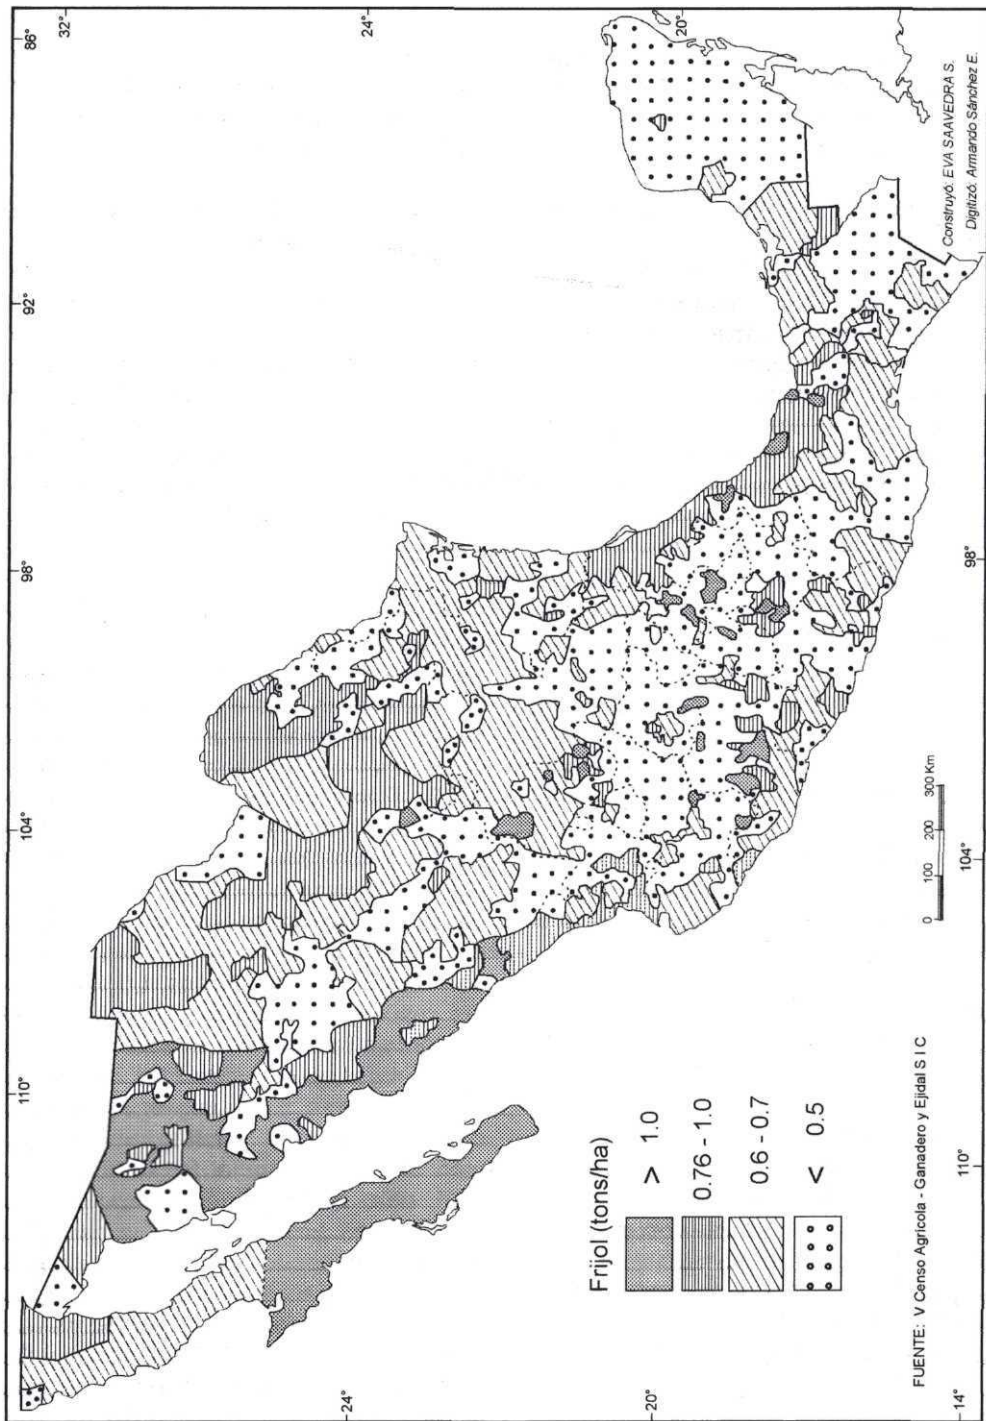 86°
32°
92°
24°
98°
20°
104°
110°
24°
20°
14°
98°
104°
110°
Frijol (tons/ha)
> 1.0
0.76 - 1.0
0.6 - 0.7
< 0.5
0 100 200 300 Km
FUENTE: V Censo Agrícola - Ganadero y Ejidal S I C
Construyó: EVA SAAVEDRA S.
Digitizó: Armando Sánchez E.